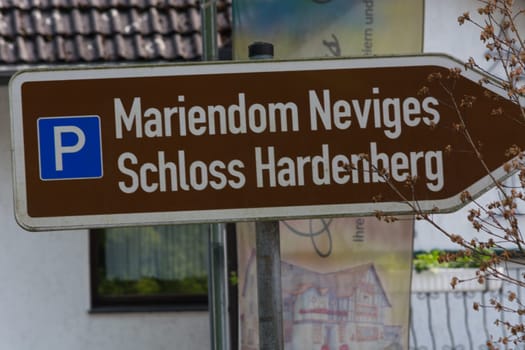 P
Mariendom Neviges
Schloss Hardenberg